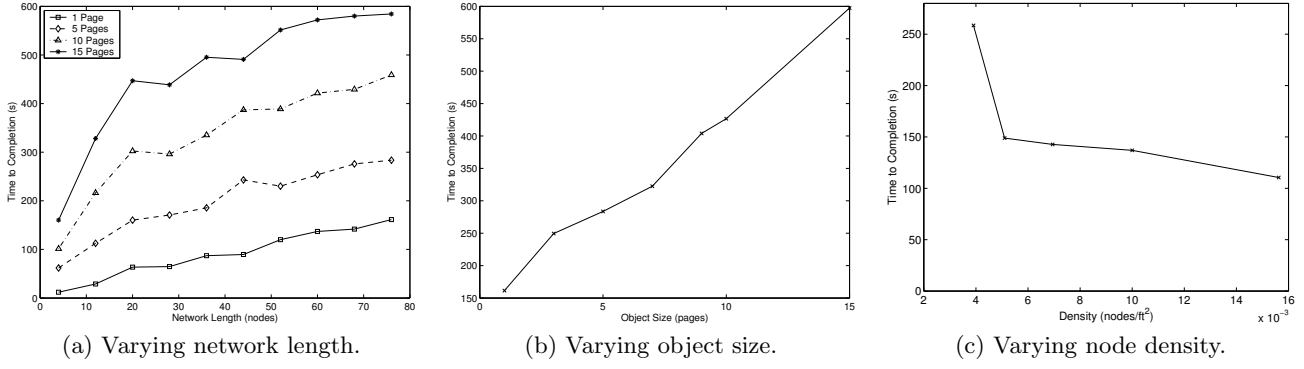 600
500
400
300
200
100
0
0 10 20 30 40 50 60 70 80
Time to Completion (s)
Network Length (nodes)
1 Page
5 Pages
10 Pages
15 Pages
(a) Varying network length.
600
550
500
450
400
350
300
250
200
150
0 5 10 15
Time to Completion (s)
Object Size (pages)
(b) Varying object size.
250
200
150
100
50
0
2 4 6 8 10 12 14 16
x 10⁻³
Time to Completion (s)
Density (nodes/ft²)
(c) Varying node density.